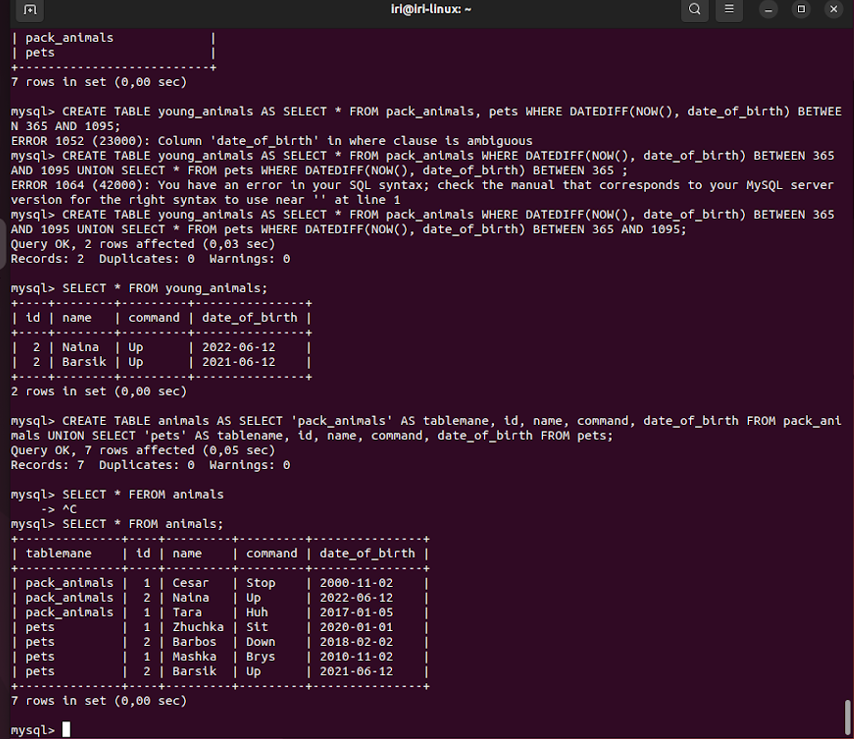 iri@iri-linux: ~
| pack_animals            |
| pets                    |
+-------------------------+
7 rows in set (0,00 sec)
mysql> CREATE TABLE young_animals AS SELECT * FROM pack_animals, pets WHERE DATEDIFF(NOW(), date_of_birth) BETWEE
N 365 AND 1095;
ERROR 1052 (23000): Column 'date_of_birth' in where clause is ambiguous
mysql> CREATE TABLE young_animals AS SELECT * FROM pack_animals WHERE DATEDIFF(NOW(), date_of_birth) BETWEEN 365
AND 1095 UNION SELECT * FROM pets WHERE DATEDIFF(NOW(), date_of_birth) BETWEEN 365 ;
ERROR 1064 (42000): You have an error in your SQL syntax; check the manual that corresponds to your MySQL server
version for the right syntax to use near '' at line 1
mysql> CREATE TABLE young_animals AS SELECT * FROM pack_animals WHERE DATEDIFF(NOW(), date_of_birth) BETWEEN 365
AND 1095 UNION SELECT * FROM pets WHERE DATEDIFF(NOW(), date_of_birth) BETWEEN 365 AND 1095;
Query OK, 2 rows affected (0,03 sec)
Records: 2  Duplicates: 0  Warnings: 0
mysql> SELECT * FROM young_animals;
+----+--------+---------+---------------+
| id | name   | command | date_of_birth |
+----+--------+---------+---------------+
|  2 | Naina  | Up      | 2022-06-12    |
|  2 | Barsik | Up      | 2021-06-12    |
+----+--------+---------+---------------+
2 rows in set (0,00 sec)
mysql> CREATE TABLE animals AS SELECT 'pack_animals' AS tablemane, id, name, command, date_of_birth FROM pack_ani
mals UNION SELECT 'pets' AS tablename, id, name, command, date_of_birth FROM pets;
Query OK, 7 rows affected (0,05 sec)
Records: 7  Duplicates: 0  Warnings: 0
mysql> SELECT * FEROM animals
    -> ^C
mysql> SELECT * FROM animals;
+--------------+----+---------+---------+---------------+
| tablemane    | id | name    | command | date_of_birth |
+--------------+----+---------+---------+---------------+
| pack_animals |  1 | Cesar   | Stop    | 2000-11-02    |
| pack_animals |  2 | Naina   | Up      | 2022-06-12    |
| pack_animals |  1 | Tara    | Huh     | 2017-01-05    |
| pets         |  1 | Zhuchka | Sit     | 2020-01-01    |
| pets         |  2 | Barbos  | Down    | 2018-02-02    |
| pets         |  1 | Mashka  | Brys    | 2010-11-02    |
| pets         |  2 | Barsik  | Up      | 2021-06-12    |
+--------------+----+---------+---------+---------------+
7 rows in set (0,00 sec)
mysql>